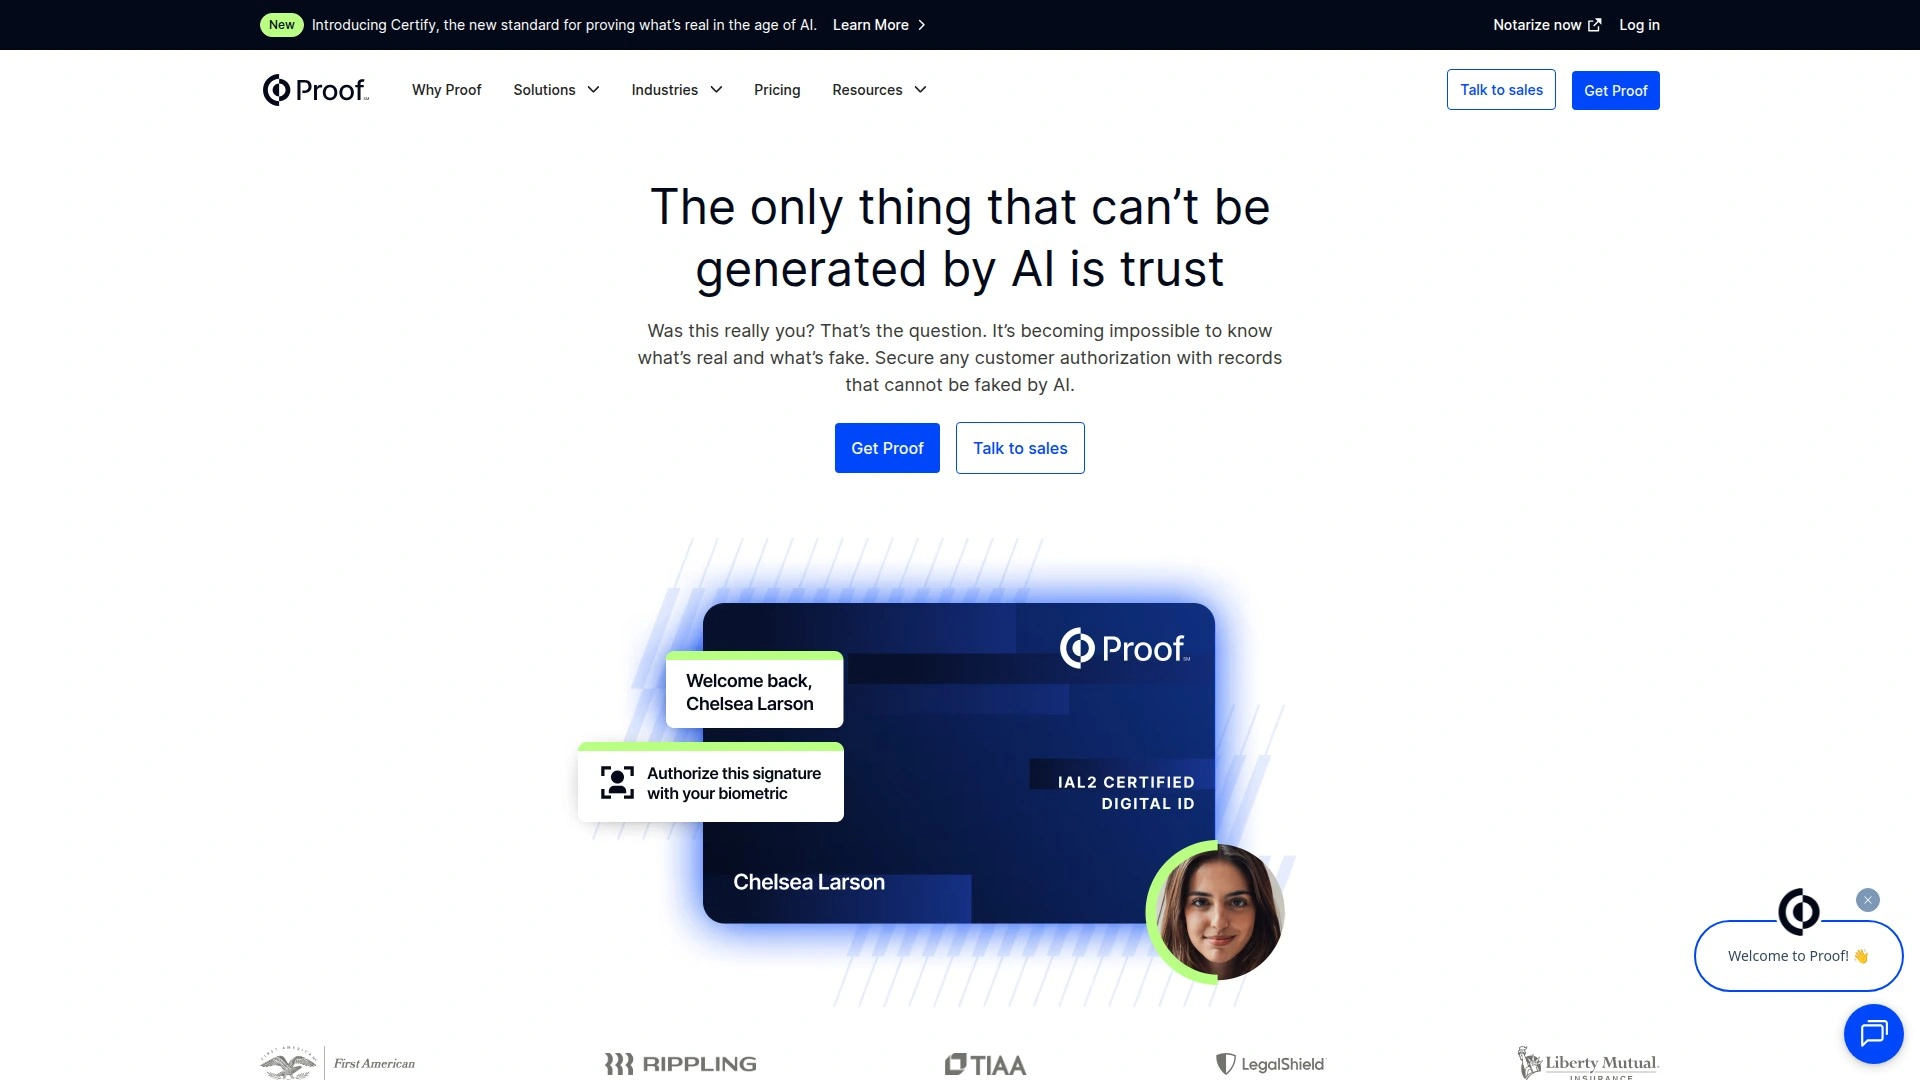 New Introducing Certify, the new standard for proving what’s real in the age of AI. Learn More
Notarize now Log in
Proof
Why Proof Solutions Industries Pricing Resources
Talk to sales Get Proof
The only thing that can’t be
generated by AI is trust
Was this really you? That’s the question. It’s becoming impossible to know
what’s real and what’s fake. Secure any customer authorization with records
that cannot be faked by AI.
Get Proof Talk to sales
Proof
Welcome back,
Chelsea Larson
Authorize this signature
with your biometric
IAL2 CERTIFIED
DIGITAL ID
Chelsea Larson
Welcome to Proof! 👋
FIRST AMERICAN
First American
RIPPLING
TIAA
LegalShield
Liberty Mutual.
INSURANCE